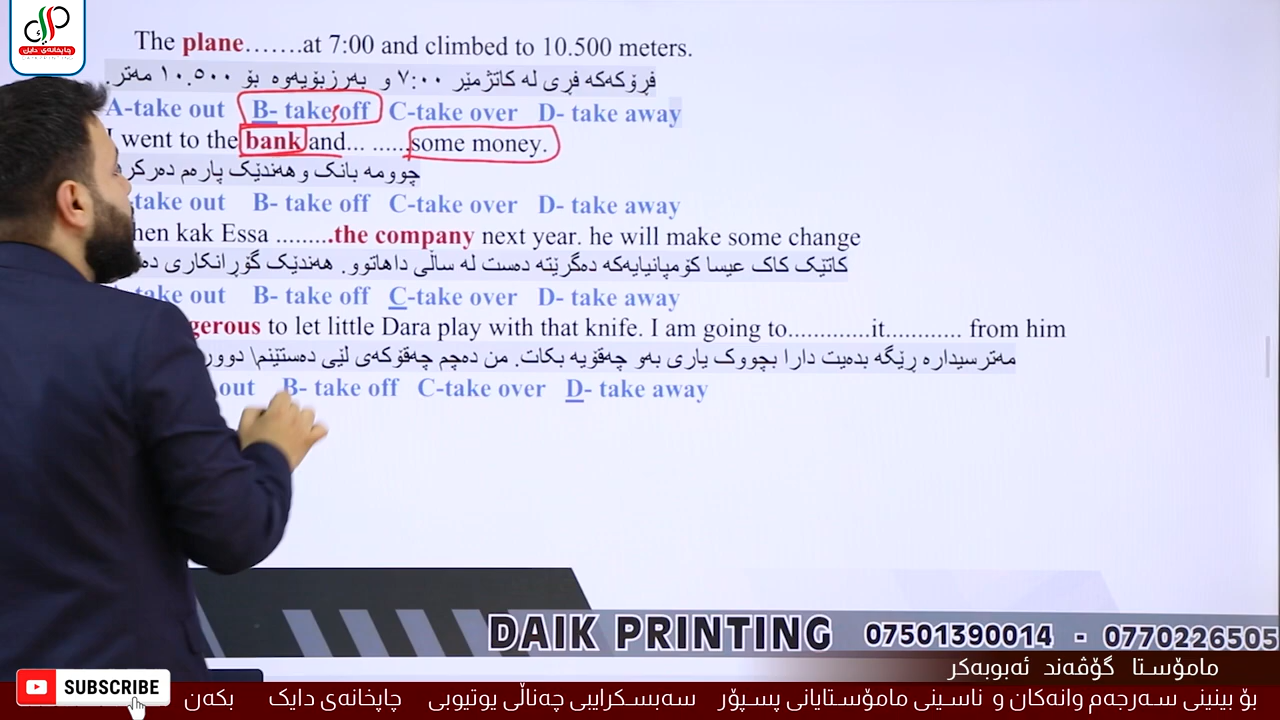 چاپخانەی دایك
The plane.......at 7:00 and climbed to 10.500 meters.
فڕۆکەکە فڕی لە کاتژمێر ٧:٠٠ و بەرزبۆیەوە بۆ ١٠.٥٠٠ مەتر.
A-take out B- take off C-take over D- take away
I went to the bank and... ......some money.
چوومە بانک وهەندێک پارەم دەرکرد
take out B- take off C-take over D- take away
hen kak Essa .........the company next year. he will make some change
کاتێک کاک عیسا کۆمپانیایەکە دەگرێتە دەست لە ساڵی داهاتوو. هەندێک گۆڕانکاری
take out B- take off C-take over D- take away
gerous to let little Dara play with that knife. I am going to.............it........... from him
مەترسیدارە ڕێگە بدەیت دارا بچووک یاری بەو چەقۆیە بکات. من دەچم چەقۆکەی لێی دەستێنم\ دوور
out B- take off C-take over D- take away
DAIK PRINTING 07501390014 - 0770226505
مامۆستا گۆڤەند ئەبوبەکر
SUBSCRIBE
بۆ بینینی سەرجەم وانەکان و ناسینی مامۆستایانی پسپۆر سەبسکرایبی چەناڵی یوتیوبی چاپخانەی دایک بکەن